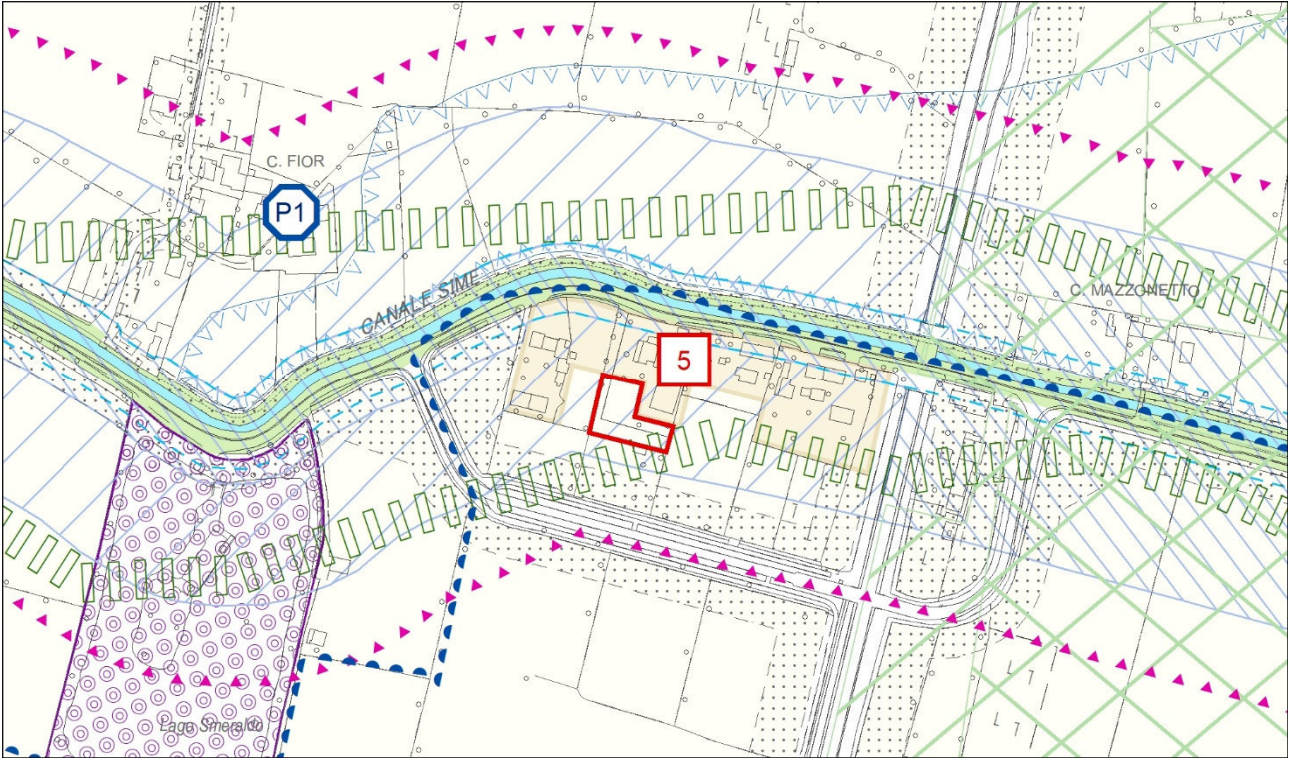 C. FIOR
P1
CANALE SIME
C. MAZZONETTO
5
Lago Smeraldo